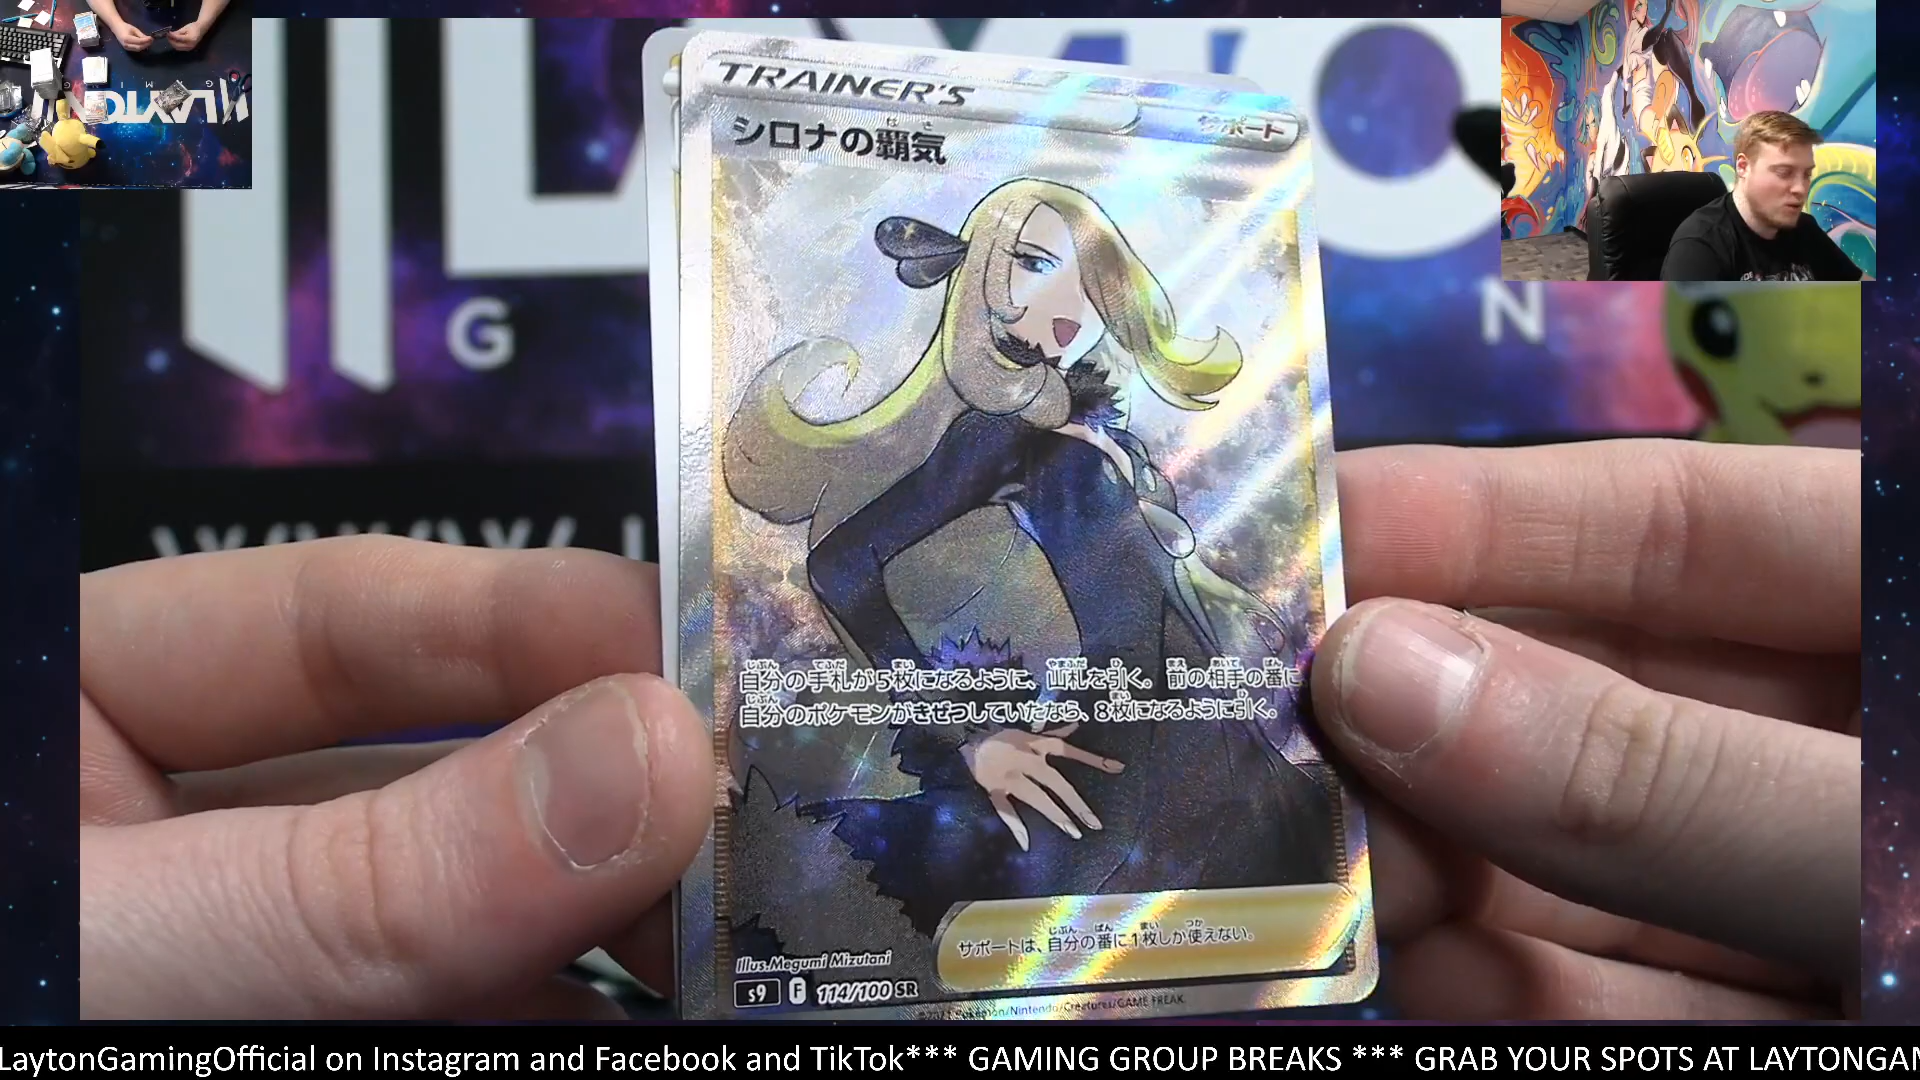 TRAINER'S
サポート
シロナの覇気
自分の手札が5枚になるように、山札を引く。前の相手の番に
自分のポケモンがきぜつしていたなら、8枚になるように引く。
サポートは、自分の番に1枚しか使えない。
Illus.Megumi Mizutani
s9 F 114/100 SR
Pokémon/Nintendo/Creatures/GAME FREAK
G
N
LaytonGamingOfficial on Instagram and Facebook and TikTok*** GAMING GROUP BREAKS *** GRAB YOUR SPOTS AT LAYTONGAM